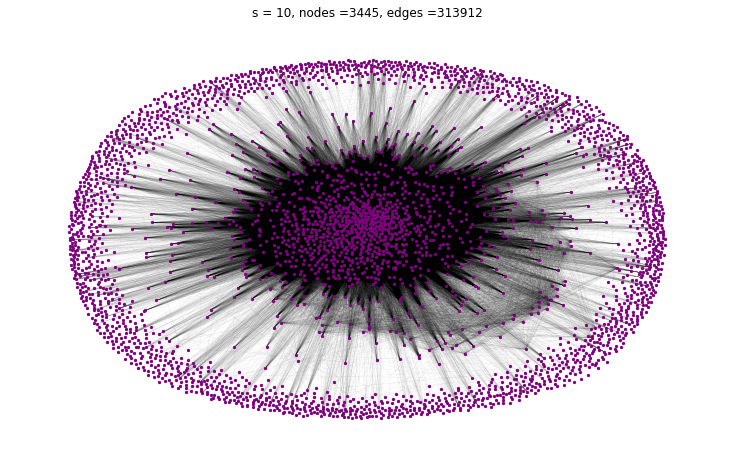 s = 10, nodes =3445, edges =313912